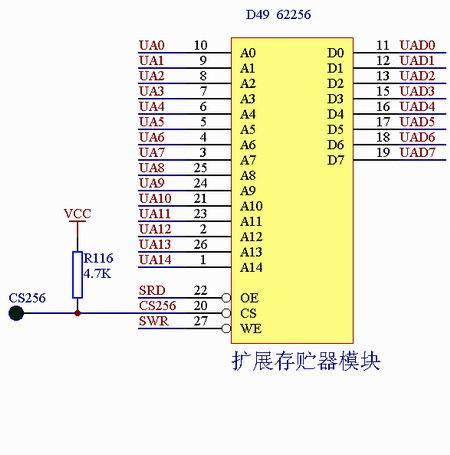 D49 62256
UA0 10 A0 D0 11 UAD0
UA1 9 A1 D1 12 UAD1
UA2 8 A2 D2 13 UAD2
UA3 7 A3 D3 15 UAD3
UA4 6 A4 D4 16 UAD4
UA5 5 A5 D5 17 UAD5
UA6 4 A6 D6 18 UAD6
UA7 3 A7 D7 19 UAD7
UA8 25 A8
UA9 24 A9
UA10 21 A10
UA11 23 A11
UA12 2 A12
UA13 26 A13
UA14 1 A14
VCC
R116
4.7K
SRD 22 OE
CS256 CS256 20 CS
SWR 27 WE
扩展存贮器模块